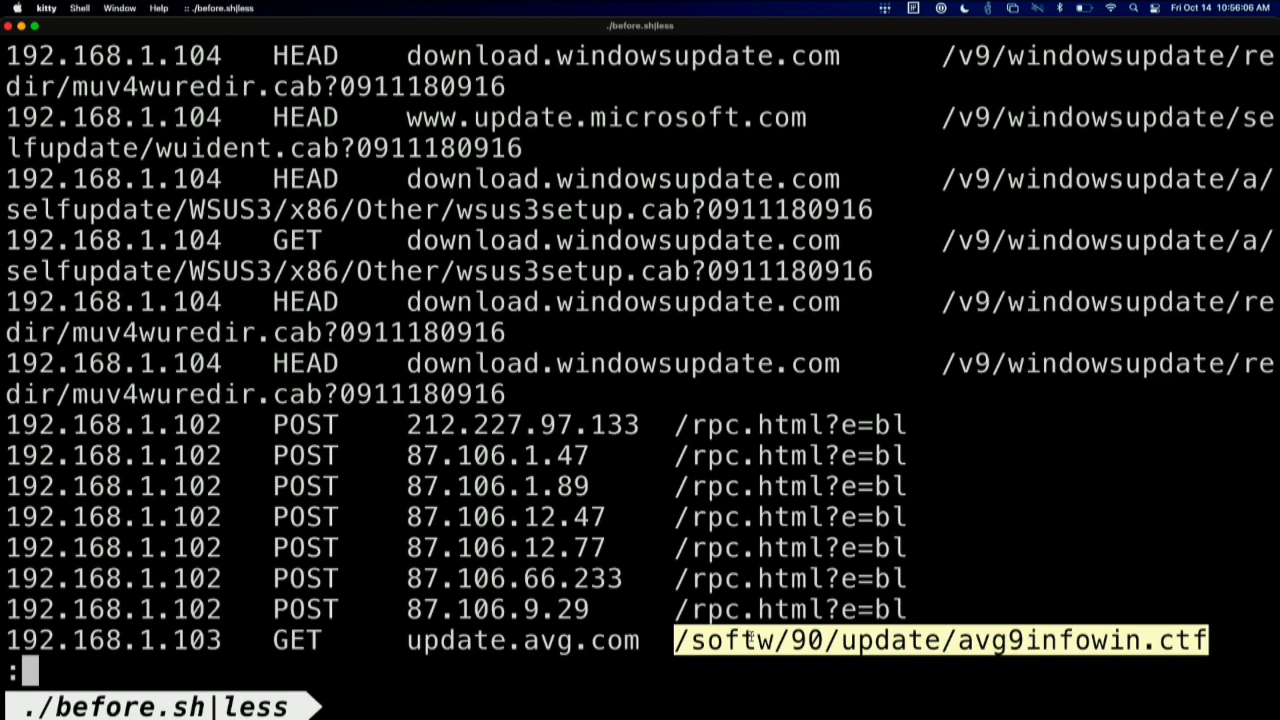 kitty Shell Window Help :: ./before.sh|less Fri Oct 14 10:56:06 AM
./before.sh|less
192.168.1.104 HEAD download.windowsupdate.com /v9/windowsupdate/re
dir/muv4wuredir.cab?0911180916
192.168.1.104 HEAD www.update.microsoft.com /v9/windowsupdate/se
lfupdate/wuident.cab?0911180916
192.168.1.104 HEAD download.windowsupdate.com /v9/windowsupdate/a/
selfupdate/WSUS3/x86/Other/wsus3setup.cab?0911180916
192.168.1.104 GET download.windowsupdate.com /v9/windowsupdate/a/
selfupdate/WSUS3/x86/Other/wsus3setup.cab?0911180916
192.168.1.104 HEAD download.windowsupdate.com /v9/windowsupdate/re
dir/muv4wuredir.cab?0911180916
192.168.1.104 HEAD download.windowsupdate.com /v9/windowsupdate/re
dir/muv4wuredir.cab?0911180916
192.168.1.102 POST 212.227.97.133 /rpc.html?e=bl
192.168.1.102 POST 87.106.1.47 /rpc.html?e=bl
192.168.1.102 POST 87.106.1.89 /rpc.html?e=bl
192.168.1.102 POST 87.106.12.47 /rpc.html?e=bl
192.168.1.102 POST 87.106.12.77 /rpc.html?e=bl
192.168.1.102 POST 87.106.66.233 /rpc.html?e=bl
192.168.1.102 POST 87.106.9.29 /rpc.html?e=bl
192.168.1.103 GET update.avg.com /softw/90/update/avg9infowin.ctf
:
./before.sh|less